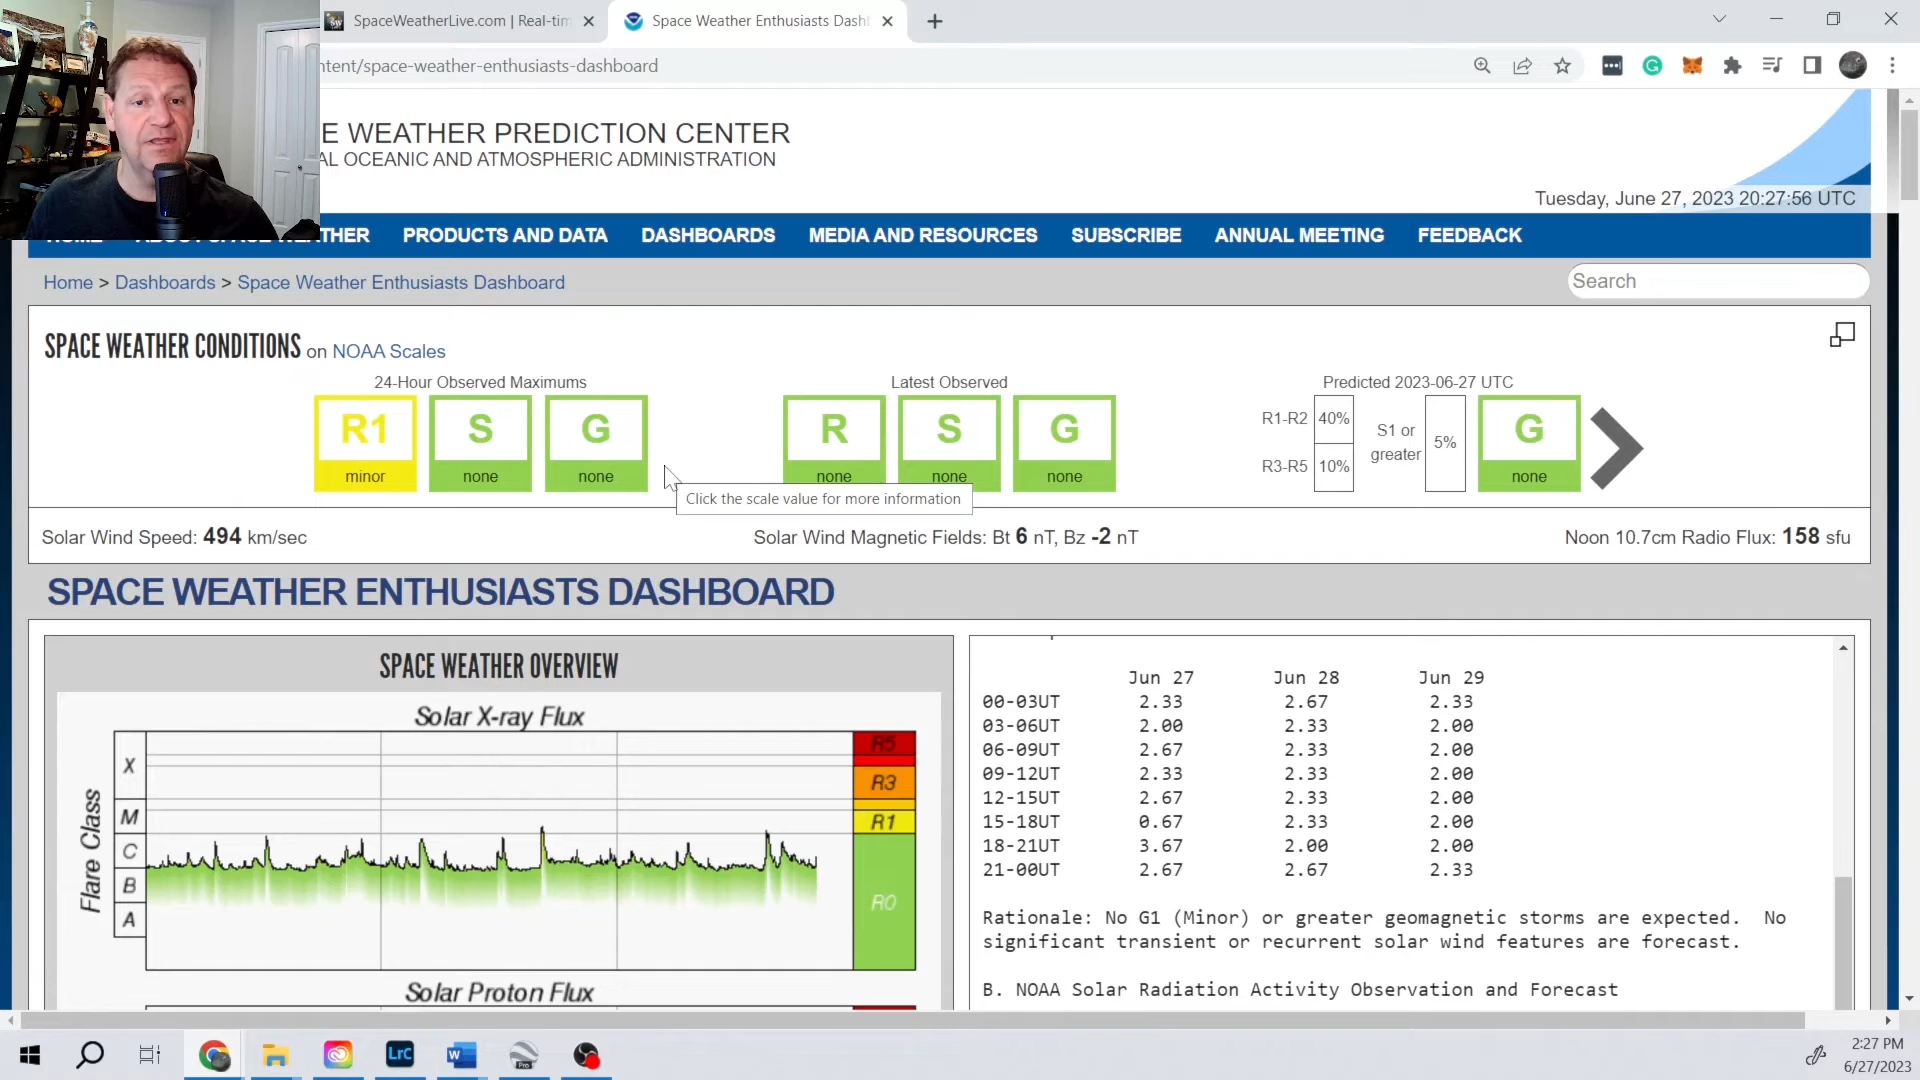 SpaceWeatherLive.com | Real-tim
Space Weather Enthusiasts Dashb
ntent/space-weather-enthusiasts-dashboard
E WEATHER PREDICTION CENTER
AL OCEANIC AND ATMOSPHERIC ADMINISTRATION
Tuesday, June 27, 2023 20:27:56 UTC
HOME ABOUT SPACE WEATHER PRODUCTS AND DATA DASHBOARDS MEDIA AND RESOURCES SUBSCRIBE ANNUAL MEETING FEEDBACK
Home > Dashboards > Space Weather Enthusiasts Dashboard
Search
SPACE WEATHER CONDITIONS on NOAA Scales
24-Hour Observed Maximums
R1 S G
minor none none
Latest Observed
R S G
none none none
Predicted 2023-06-27 UTC
R1-R2 40%
R3-R5 10%
S1 or
greater
5%
G
none
Click the scale value for more information
Solar Wind Speed: 494 km/sec
Solar Wind Magnetic Fields: Bt 6 nT, Bz -2 nT
Noon 10.7cm Radio Flux: 158 sfu
SPACE WEATHER ENTHUSIASTS DASHBOARD
SPACE WEATHER OVERVIEW
Solar X-ray Flux
Flare Class
X
M
C
B
A
R5
R3
R1
R0
Solar Proton Flux
Jun 27 Jun 28 Jun 29
00-03UT 2.33 2.67 2.33
03-06UT 2.00 2.33 2.00
06-09UT 2.67 2.33 2.00
09-12UT 2.33 2.33 2.00
12-15UT 2.67 2.33 2.00
15-18UT 0.67 2.33 2.00
18-21UT 3.67 2.00 2.00
21-00UT 2.67 2.67 2.33
Rationale: No G1 (Minor) or greater geomagnetic storms are expected. No
significant transient or recurrent solar wind features are forecast.
B. NOAA Solar Radiation Activity Observation and Forecast
LrC
W
Pro
2:27 PM
6/27/2023